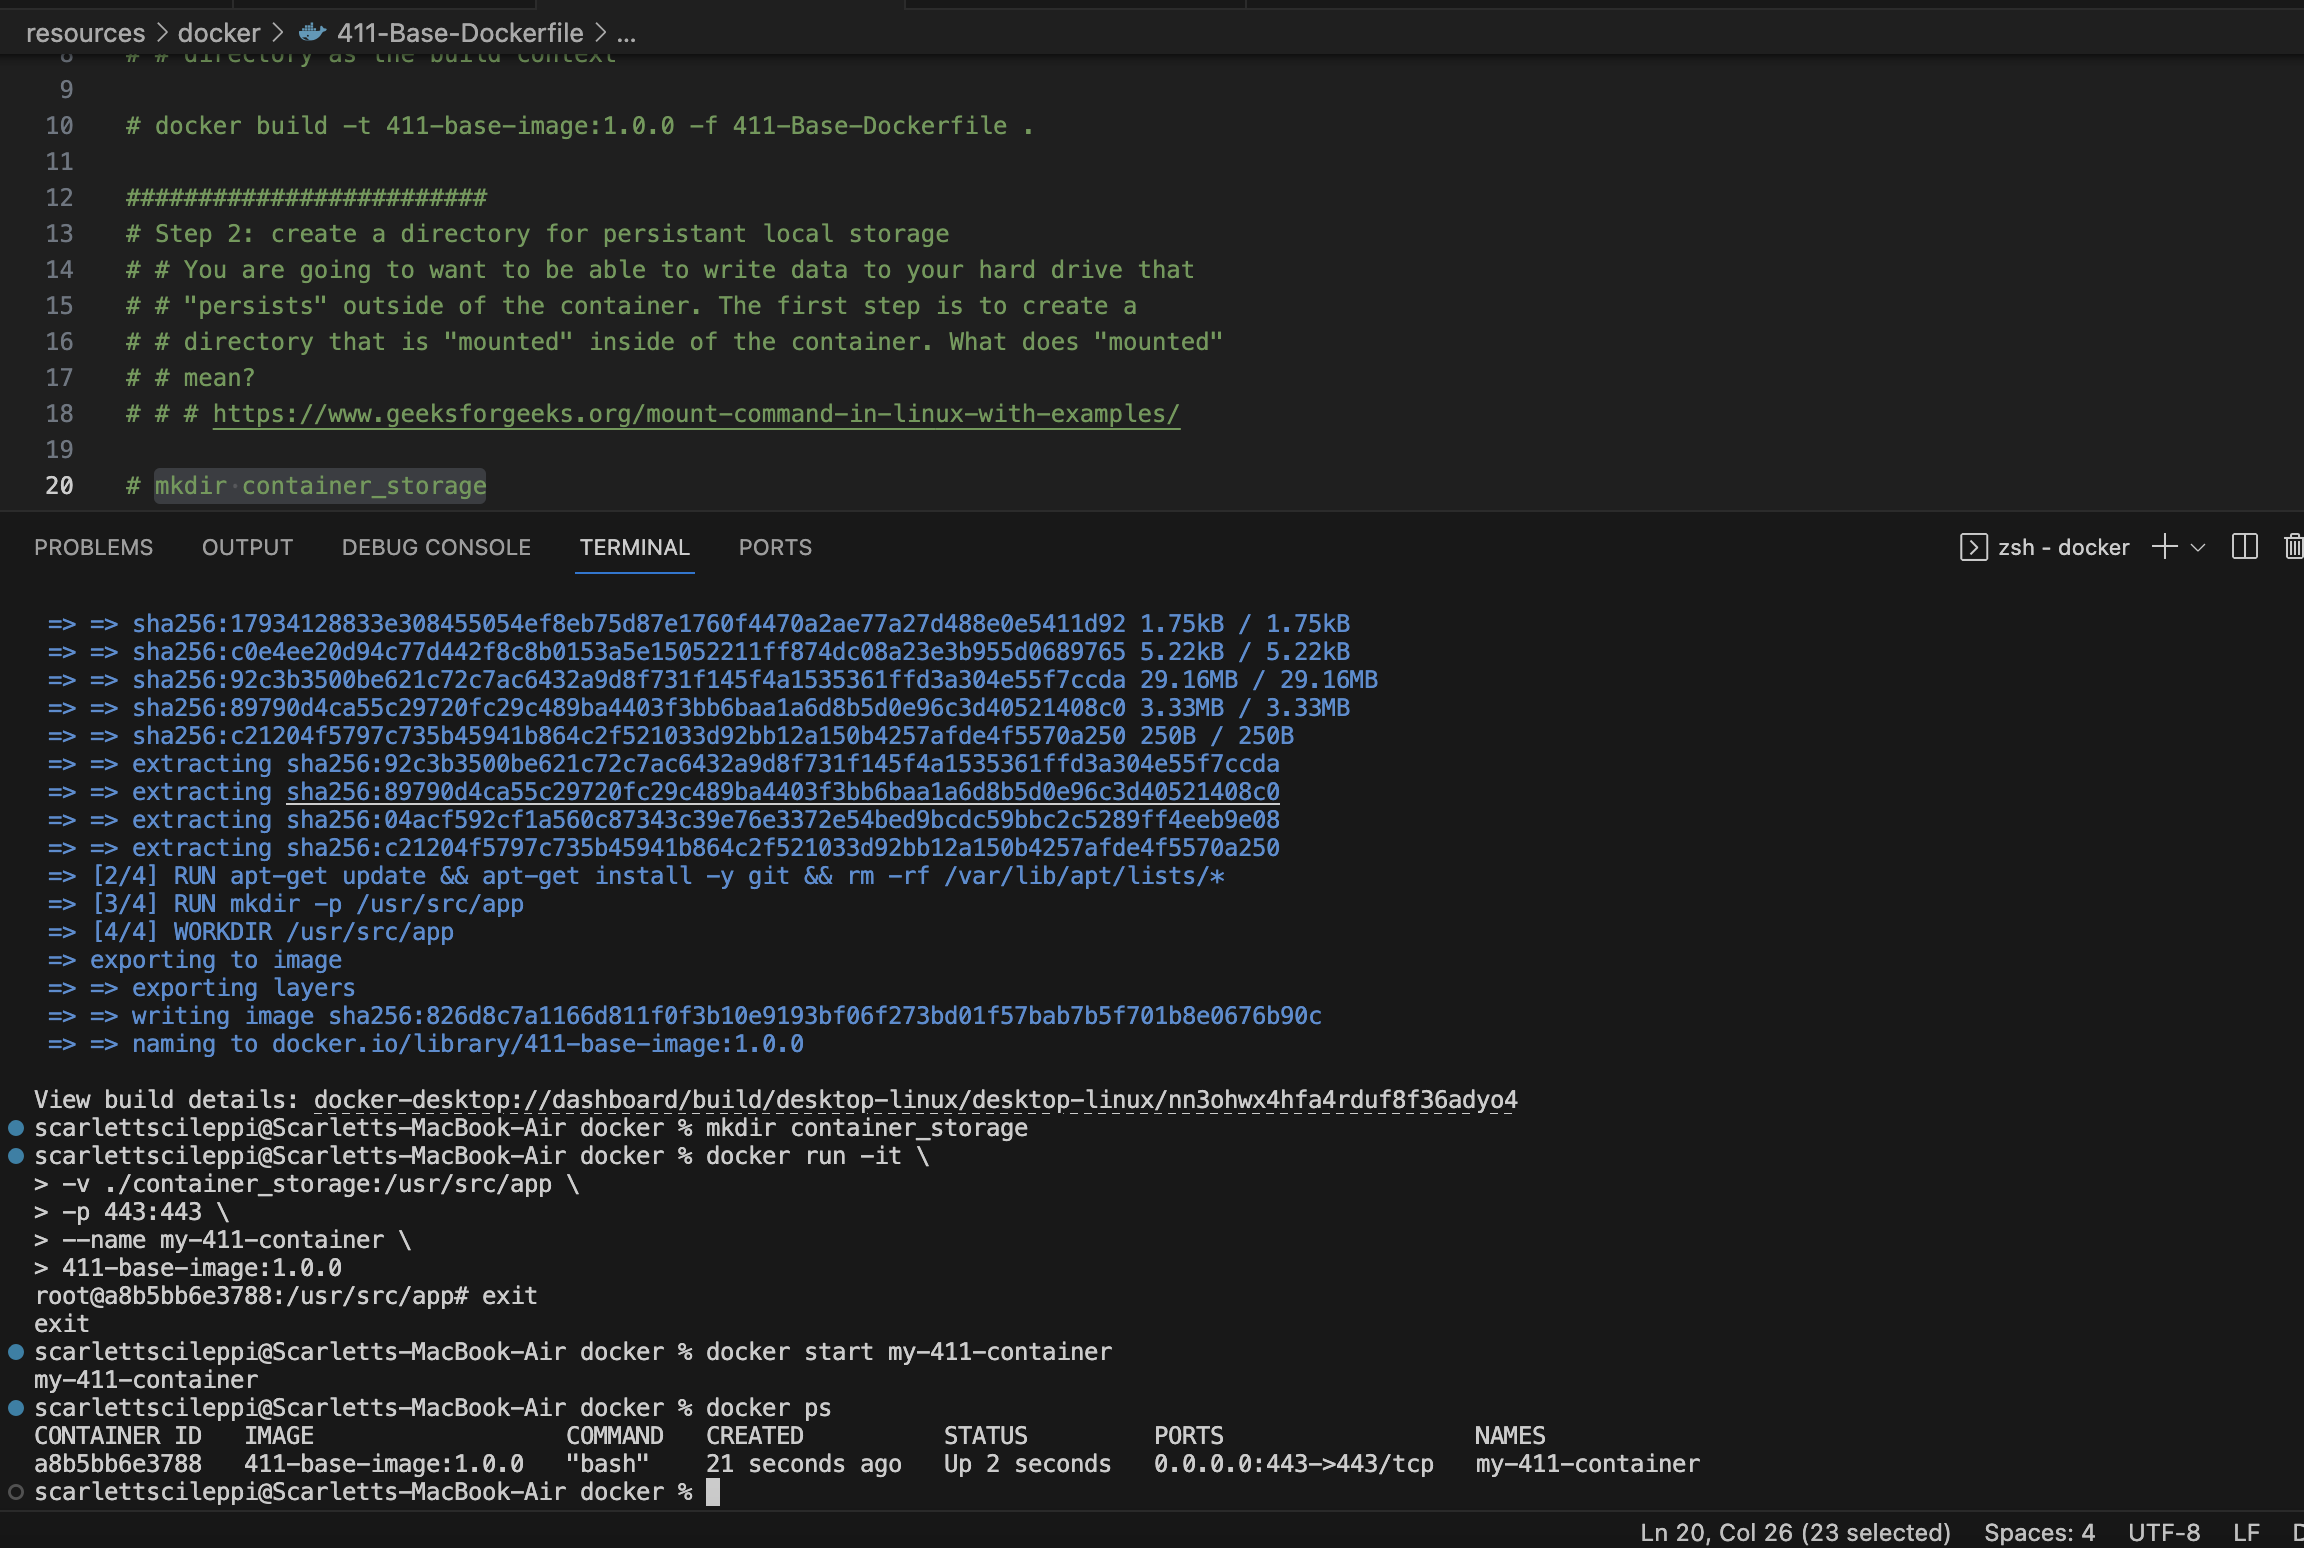 resources > docker > 411-Base-Dockerfile > ...
8 # # directory as the build context
9
10 # docker build -t 411-base-image:1.0.0 -f 411-Base-Dockerfile .
11
12 #########################
13 # Step 2: create a directory for persistant local storage
14 # # You are going to want to be able to write data to your hard drive that
15 # # "persists" outside of the container. The first step is to create a
16 # # directory that is "mounted" inside of the container. What does "mounted"
17 # # mean?
18 # # # https://www.geeksforgeeks.org/mount-command-in-linux-with-examples/
19
20 # mkdir container_storage
PROBLEMS OUTPUT DEBUG CONSOLE TERMINAL PORTS zsh - docker
=> => sha256:17934128833e308455054ef8eb75d87e1760f4470a2ae77a27d488e0e5411d92 1.75kB / 1.75kB
=> => sha256:c0e4ee20d94c77d442f8c8b0153a5e15052211ff874dc08a23e3b955d0689765 5.22kB / 5.22kB
=> => sha256:92c3b3500be621c72c7ac6432a9d8f731f145f4a1535361ffd3a304e55f7ccda 29.16MB / 29.16MB
=> => sha256:89790d4ca55c29720fc29c489ba4403f3bb6baa1a6d8b5d0e96c3d40521408c0 3.33MB / 3.33MB
=> => sha256:c21204f5797c735b45941b864c2f521033d92bb12a150b4257afde4f5570a250 250B / 250B
=> => extracting sha256:92c3b3500be621c72c7ac6432a9d8f731f145f4a1535361ffd3a304e55f7ccda
=> => extracting sha256:89790d4ca55c29720fc29c489ba4403f3bb6baa1a6d8b5d0e96c3d40521408c0
=> => extracting sha256:04acf592cf1a560c87343c39e76e3372e54bed9bcdc59bbc2c5289ff4eeb9e08
=> => extracting sha256:c21204f5797c735b45941b864c2f521033d92bb12a150b4257afde4f5570a250
=> [2/4] RUN apt-get update && apt-get install -y git && rm -rf /var/lib/apt/lists/*
=> [3/4] RUN mkdir -p /usr/src/app
=> [4/4] WORKDIR /usr/src/app
=> exporting to image
=> => exporting layers
=> => writing image sha256:826d8c7a1166d811f0f3b10e9193bf06f273bd01f57bab7b5f701b8e0676b90c
=> => naming to docker.io/library/411-base-image:1.0.0
View build details: docker-desktop://dashboard/build/desktop-linux/desktop-linux/nn3ohwx4hfa4rduf8f36adyo4
scarlettscileppi@Scarletts-MacBook-Air docker % mkdir container_storage
scarlettscileppi@Scarletts-MacBook-Air docker % docker run -it \
> -v ./container_storage:/usr/src/app \
> -p 443:443 \
> --name my-411-container \
> 411-base-image:1.0.0
root@a8b5bb6e3788:/usr/src/app# exit
exit
scarlettscileppi@Scarletts-MacBook-Air docker % docker start my-411-container
my-411-container
scarlettscileppi@Scarletts-MacBook-Air docker % docker ps
CONTAINER ID IMAGE COMMAND CREATED STATUS PORTS NAMES
a8b5bb6e3788 411-base-image:1.0.0 "bash" 21 seconds ago Up 2 seconds 0.0.0.0:443->443/tcp my-411-container
scarlettscileppi@Scarletts-MacBook-Air docker %
Ln 20, Col 26 (23 selected) Spaces: 4 UTF-8 LF